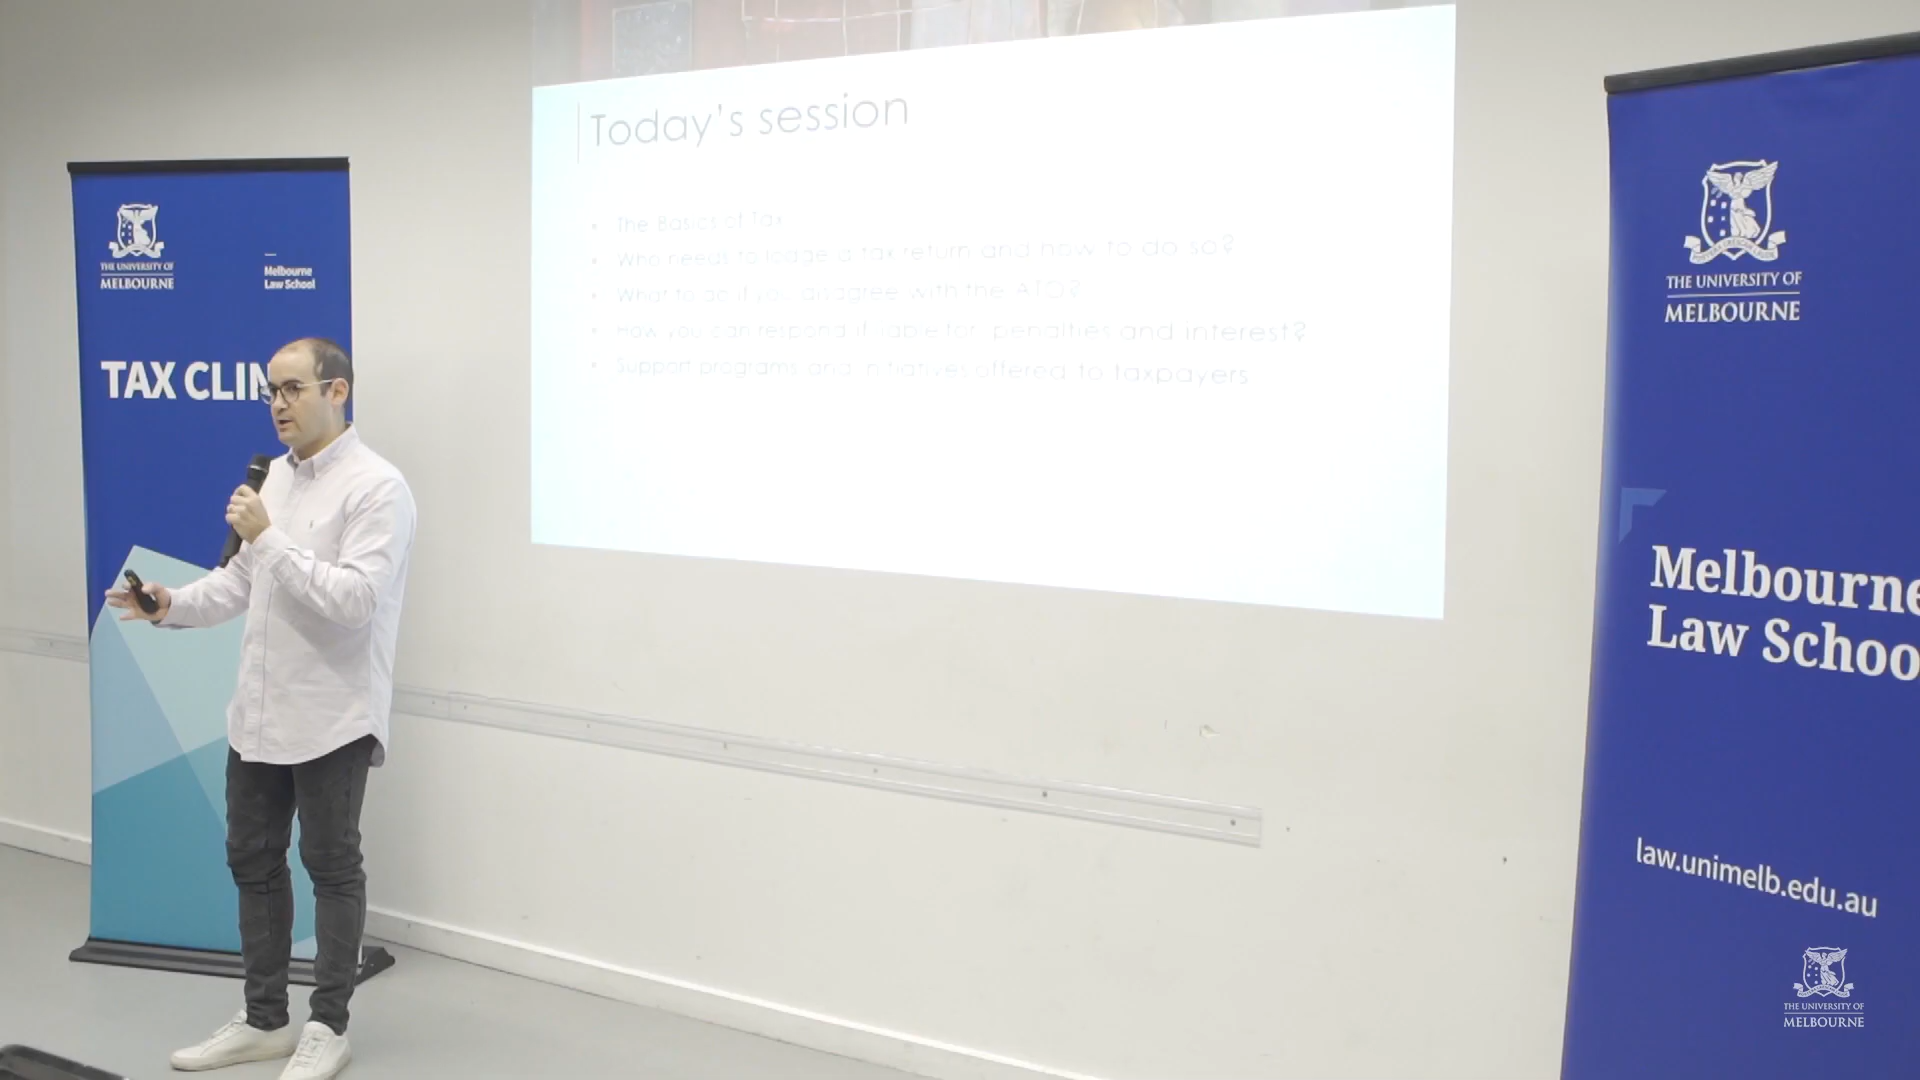 Today's session
• The Basics of Tax
• Who needs to lodge a tax return and how to do so?
• What to do if you disagree with the ATO?
• How you can respond if liable for penalties and interest?
• Support programs and initiatives offered to taxpayers
THE UNIVERSITY OF
MELBOURNE
Melbourne
Law School
TAX CLIN
THE UNIVERSITY OF
MELBOURNE
Melbourne
Law Schoo
law.unimelb.edu.au
THE UNIVERSITY OF
MELBOURNE